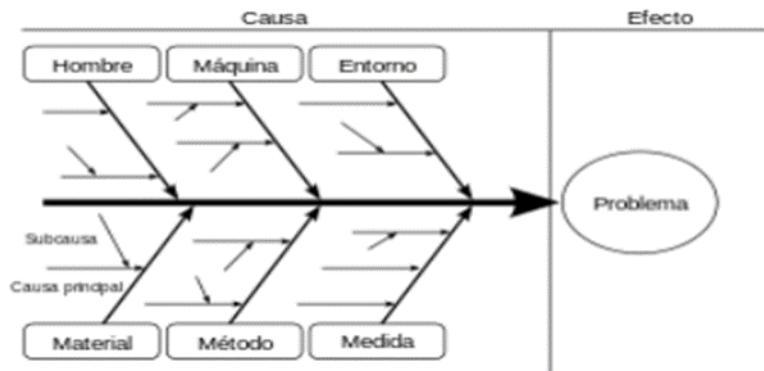 Causa
Efecto
Hombre
Máquina
Entorno
Problema
Subcausa
Causa principal
Material
Método
Medida